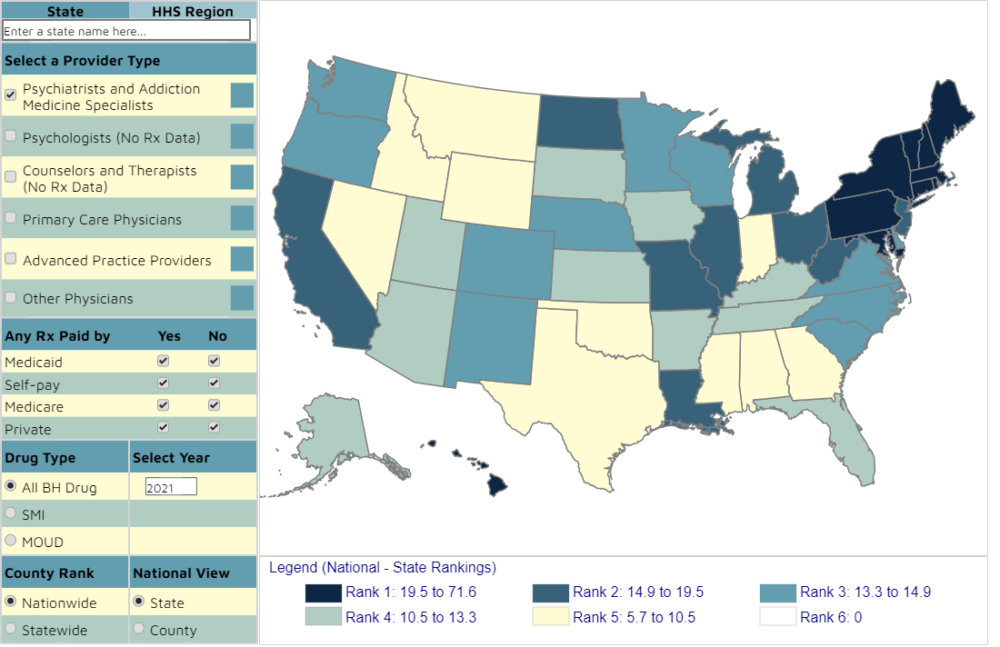 State HHS Region
Enter a state name here...
Select a Provider Type
Psychiatrists and Addiction
Medicine Specialists
Psychologists (No Rx Data)
Counselors and Therapists
(No Rx Data)
Primary Care Physicians
Advanced Practice Providers
Other Physicians
Any Rx Paid by Yes No
Medicaid
Self-pay
Medicare
Private
Drug Type Select Year
All BH Drug 2021
SMI
MOUD
County Rank National View
Nationwide State
Statewide County
Legend (National - State Rankings)
Rank 1: 19.5 to 71.6 Rank 2: 14.9 to 19.5 Rank 3: 13.3 to 14.9
Rank 4: 10.5 to 13.3 Rank 5: 5.7 to 10.5 Rank 6: 0